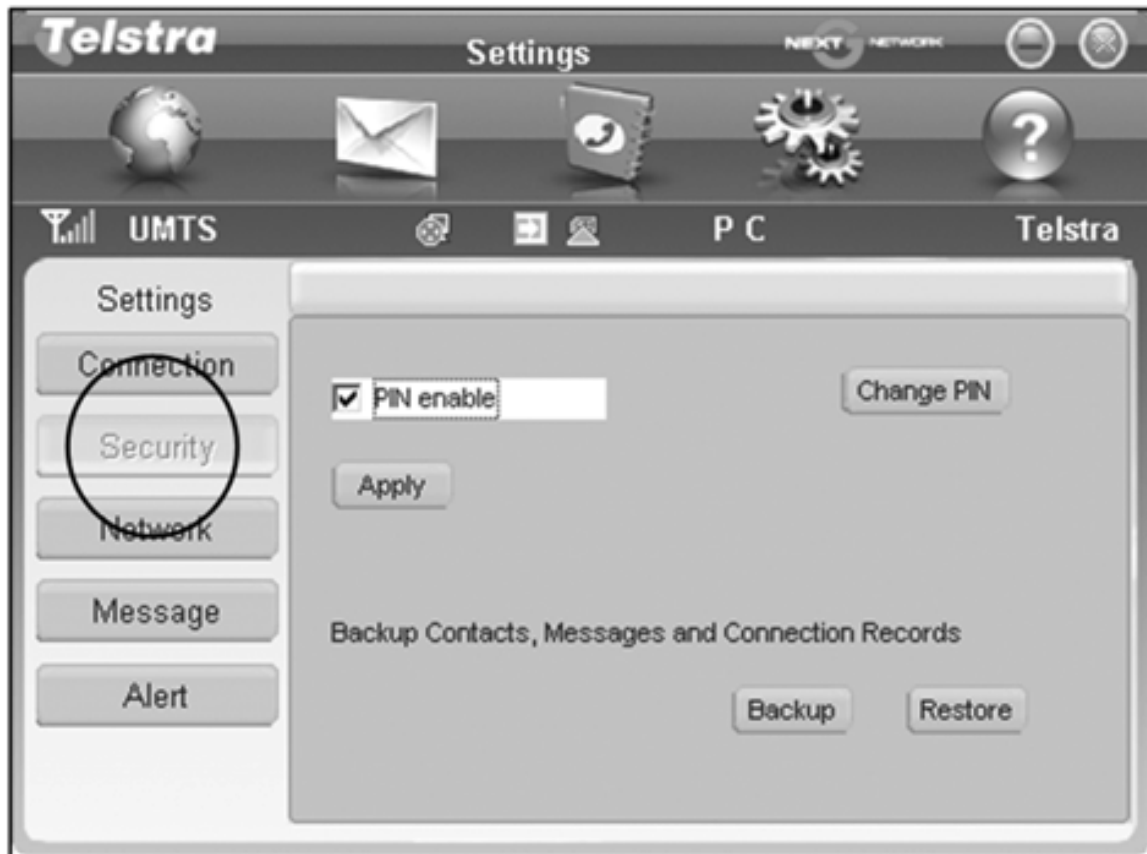 Telstra
Settings
NEXT G NETWORK
?
UMTS
P C
Telstra
Settings
Connection
Security
Network
Message
Alert
PIN enable
Change PIN
Apply
Backup Contacts, Messages and Connection Records
Backup
Restore